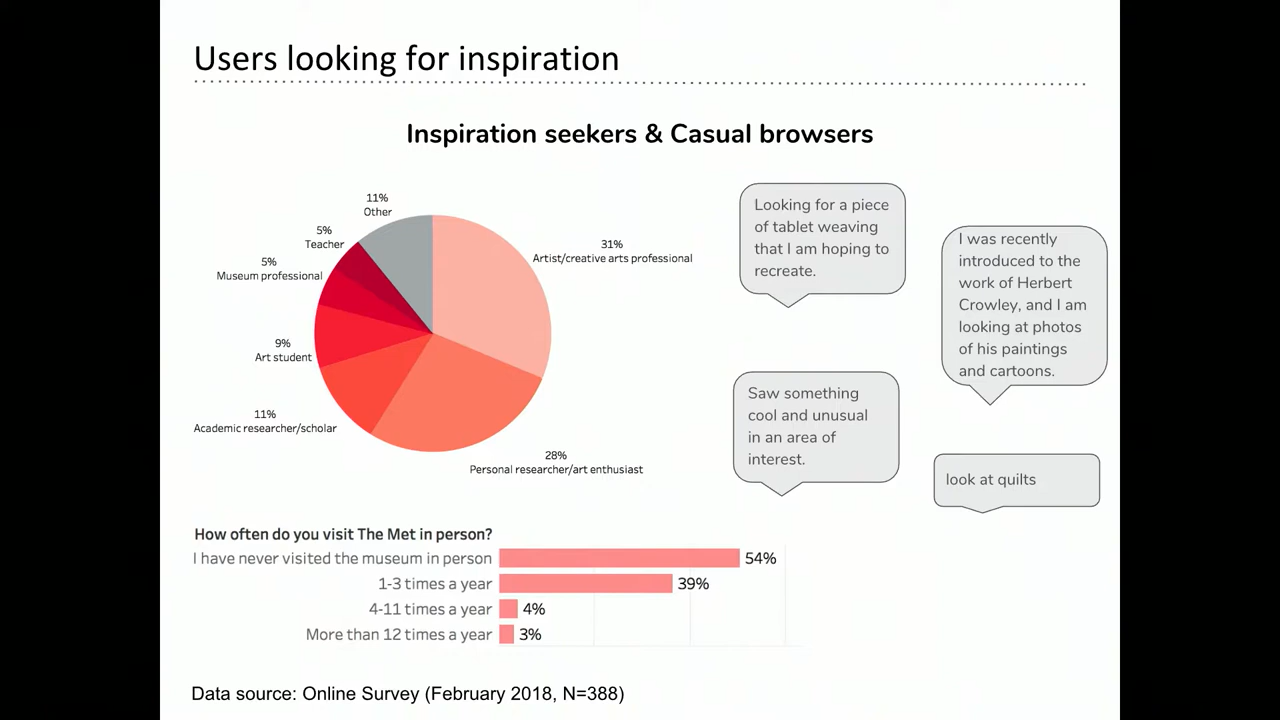 Users looking for inspiration
Inspiration seekers & Casual browsers
11%
Other
5%
Teacher
5%
Museum professional
9%
Art student
11%
Academic researcher/scholar
31%
Artist/creative arts professional
28%
Personal researcher/art enthusiast
Looking for a piece
of tablet weaving
that I am hoping to
recreate.
I was recently
introduced to the
work of Herbert
Crowley, and I am
looking at photos
of his paintings
and cartoons.
Saw something
cool and unusual
in an area of
interest.
look at quilts
How often do you visit The Met in person?
I have never visited the museum in person 54%
1-3 times a year 39%
4-11 times a year 4%
More than 12 times a year 3%
Data source: Online Survey (February 2018, N=388)